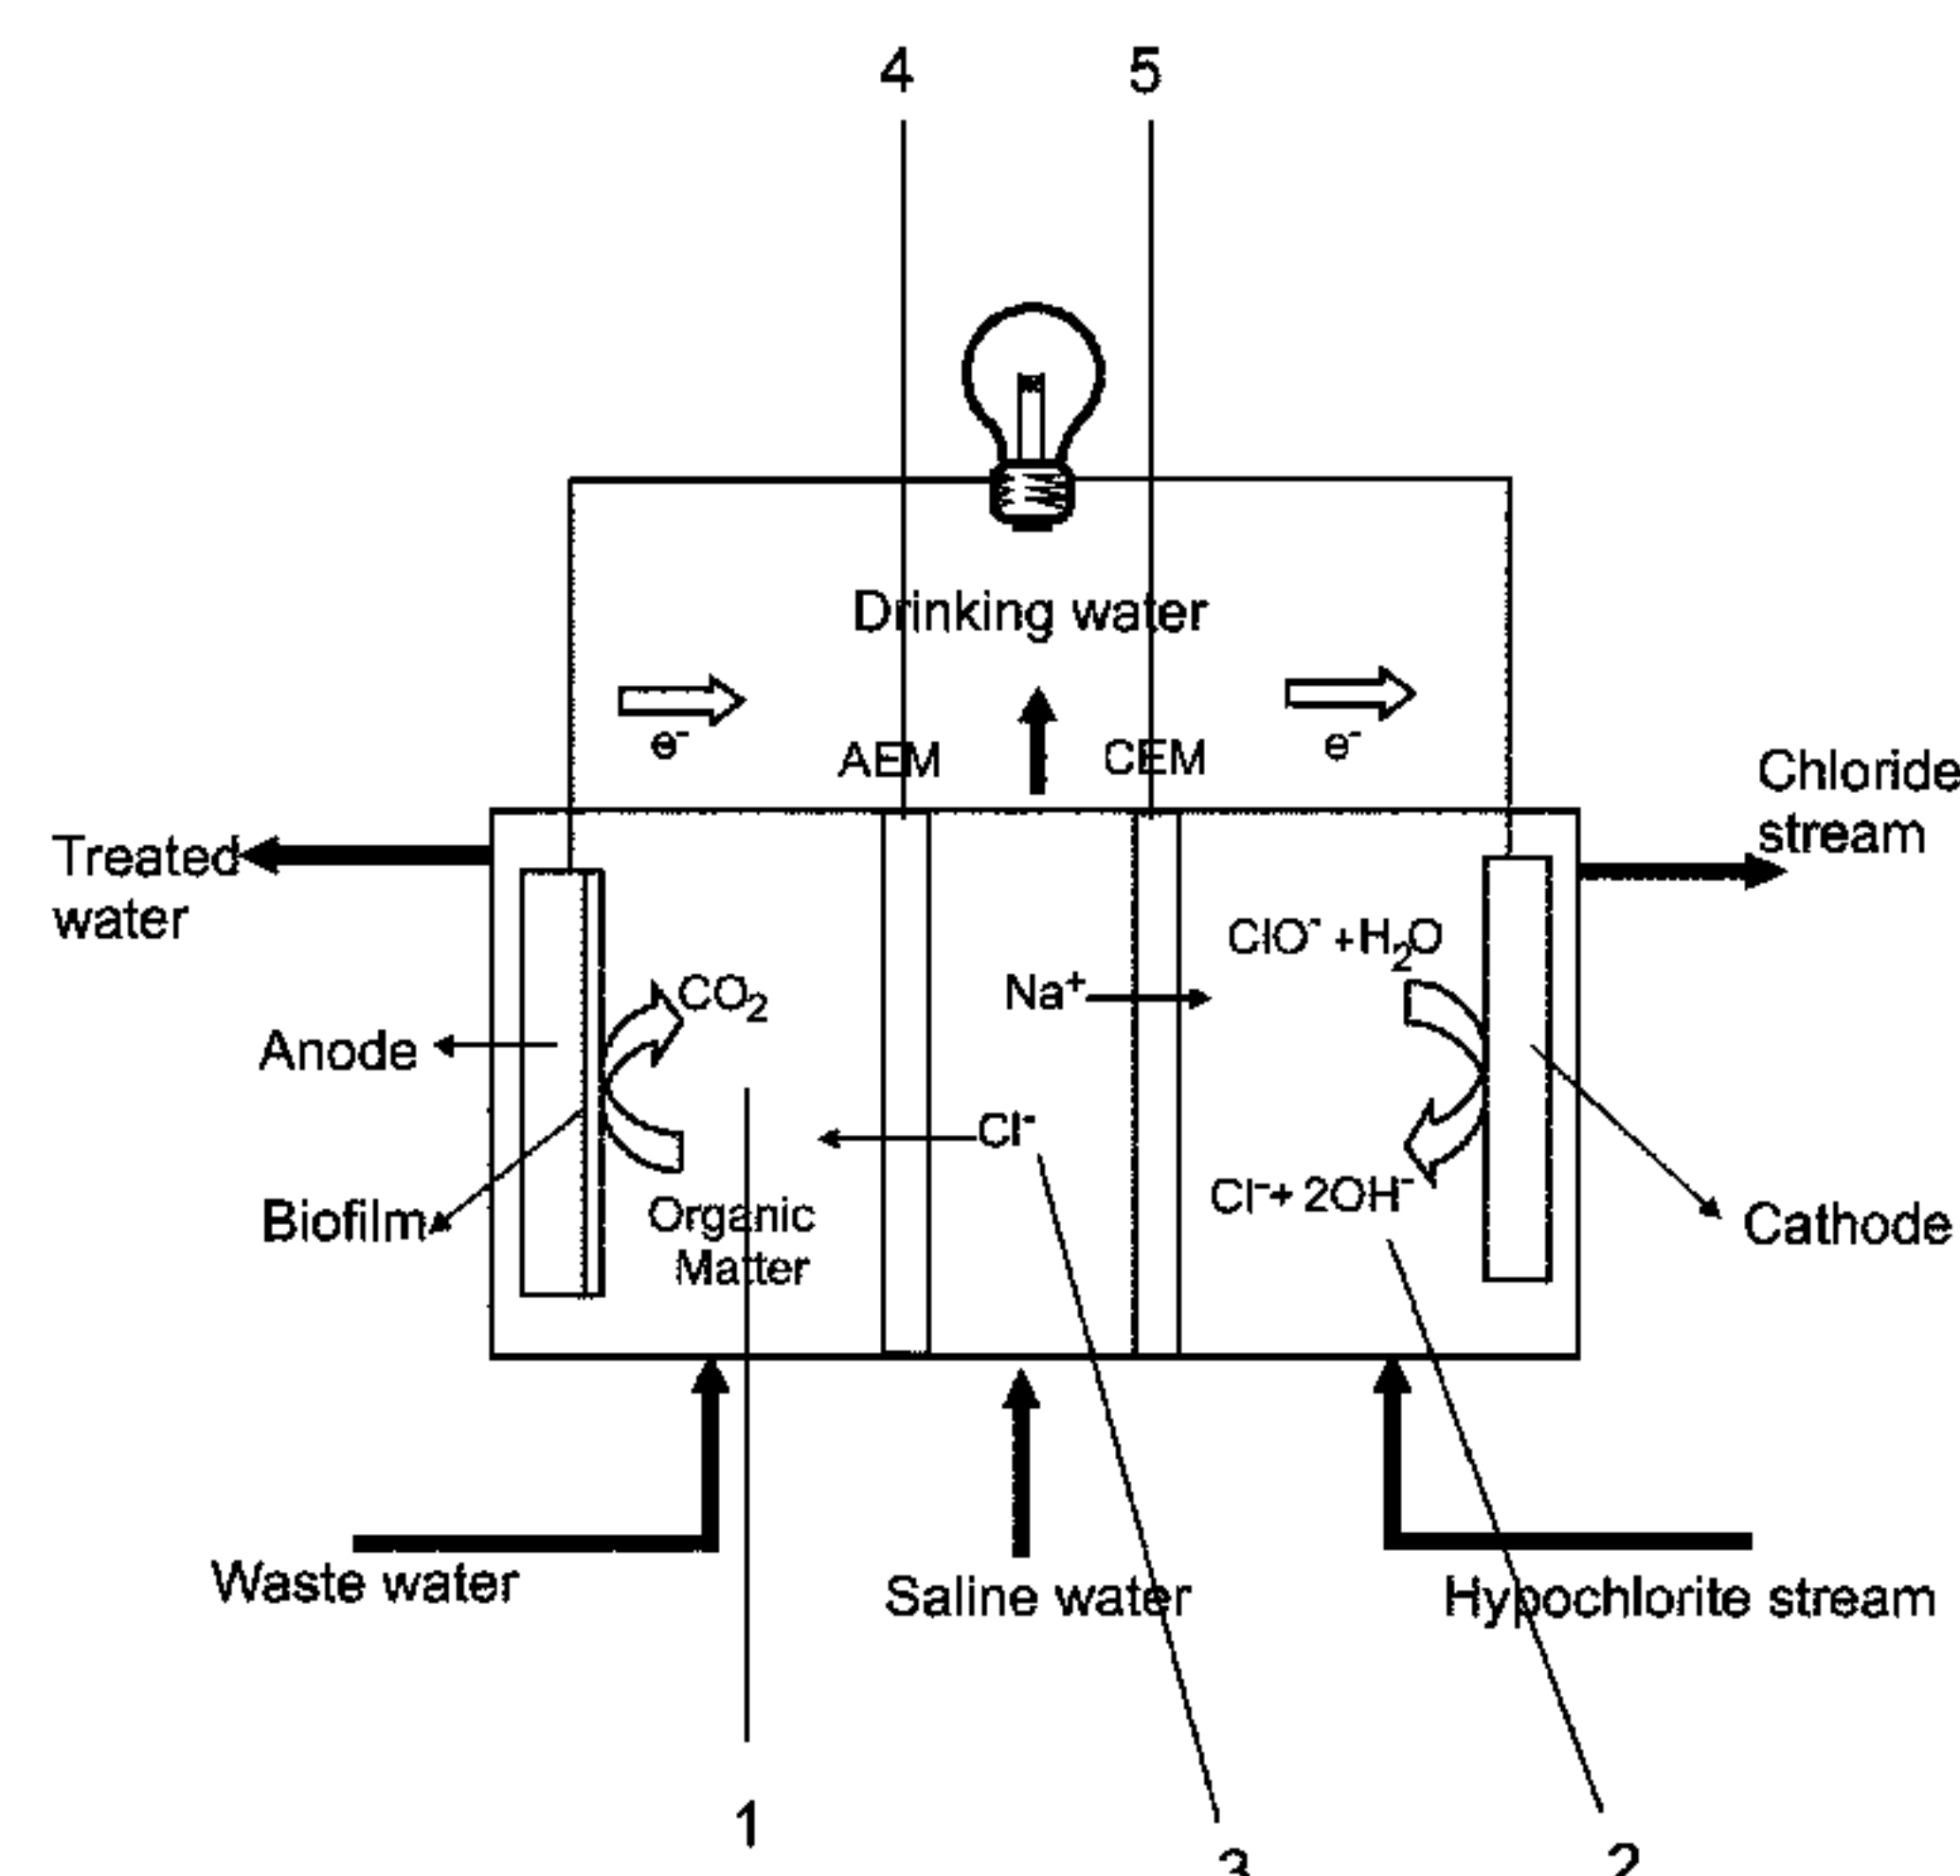 4
5
Drinking water
e⁻
e⁻
AEM
CEM
Chloride
stream
Treated
water
ClO⁻ +H₂O
CO₂
Na⁺
Anode
Cl⁻
Cl⁻+ 2OH⁻
Biofilm
Organic
Matter
Cathode
Waste water
Saline water
Hypochlorite stream
1
3
2